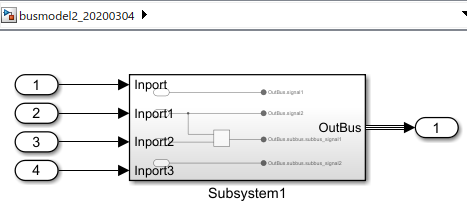 busmodel2_20200304
1
2
3
4
Inport
Inport1
Inport2
Inport3
OutBus.signal1
OutBus.signal2
OutBus.subbus.subbus_signal1
OutBus.subbus.subbus_signal2
OutBus
1
Subsystem1